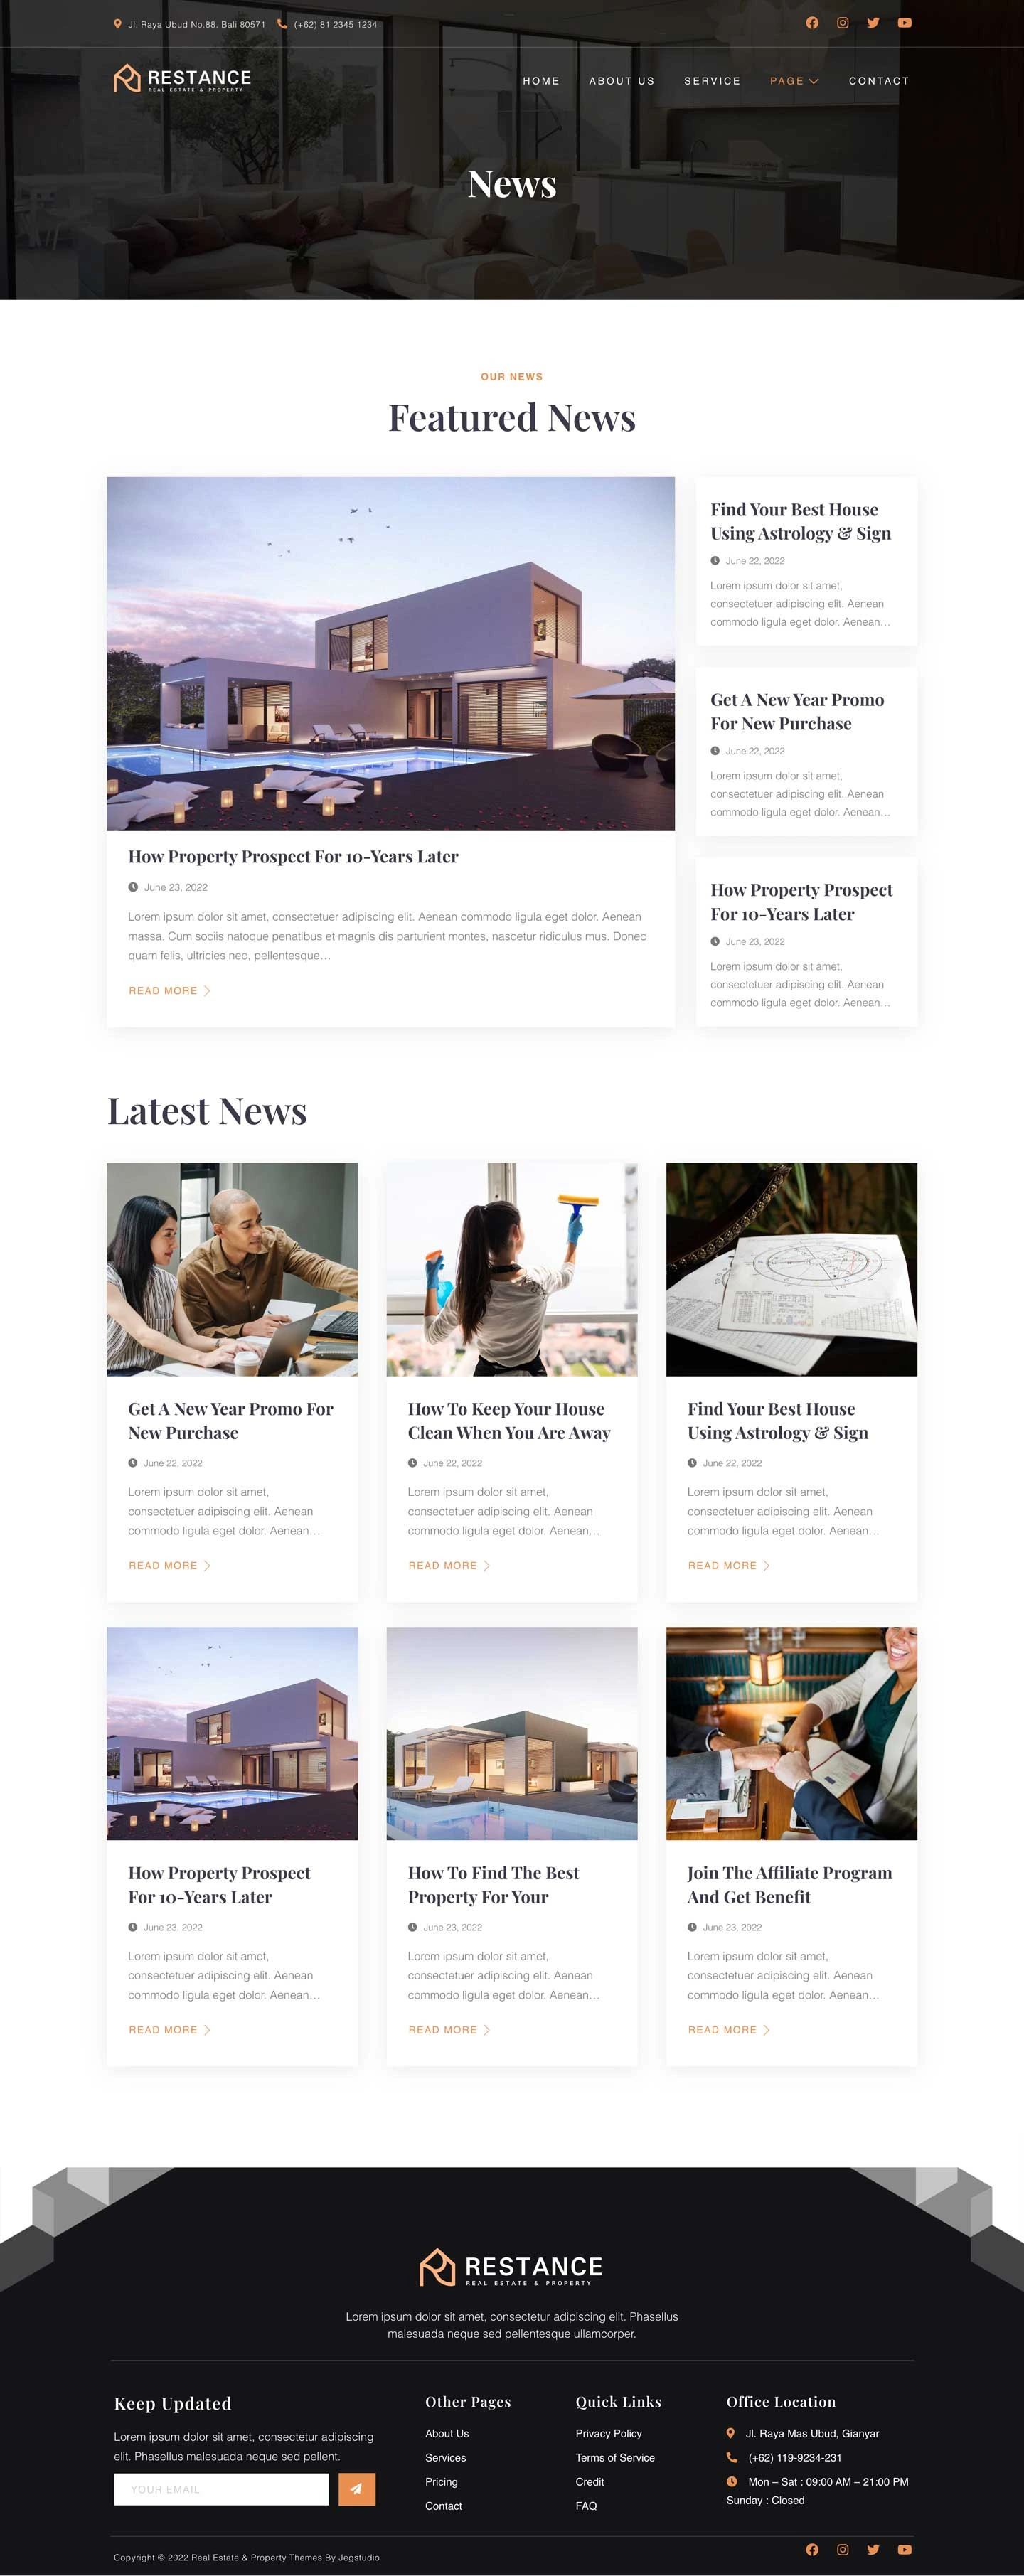 Jl. Raya Ubud No.88, Bali 80571 (+62) 81 2345 1234
RESTANCE
REAL ESTATE & PROPERTY
HOME ABOUT US SERVICE PAGE CONTACT
News
OUR NEWS
Featured News
How Property Prospect For 10-Years Later
June 23, 2022
Lorem ipsum dolor sit amet, consectetuer adipiscing elit. Aenean commodo ligula eget dolor. Aenean
massa. Cum sociis natoque penatibus et magnis dis parturient montes, nascetur ridiculus mus. Donec
quam felis, ultricies nec, pellentesque…
READ MORE
Find Your Best House
Using Astrology & Sign
June 22, 2022
Lorem ipsum dolor sit amet,
consectetuer adipiscing elit. Aenean
commodo ligula eget dolor. Aenean…
Get A New Year Promo
For New Purchase
June 22, 2022
Lorem ipsum dolor sit amet,
consectetuer adipiscing elit. Aenean
commodo ligula eget dolor. Aenean…
How Property Prospect
For 10-Years Later
June 23, 2022
Lorem ipsum dolor sit amet,
consectetuer adipiscing elit. Aenean
commodo ligula eget dolor. Aenean…
Latest News
Get A New Year Promo For
New Purchase
June 22, 2022
Lorem ipsum dolor sit amet,
consectetuer adipiscing elit. Aenean
commodo ligula eget dolor. Aenean…
READ MORE
How To Keep Your House
Clean When You Are Away
June 22, 2022
Lorem ipsum dolor sit amet,
consectetuer adipiscing elit. Aenean
commodo ligula eget dolor. Aenean…
READ MORE
Find Your Best House
Using Astrology & Sign
June 22, 2022
Lorem ipsum dolor sit amet,
consectetuer adipiscing elit. Aenean
commodo ligula eget dolor. Aenean…
READ MORE
How Property Prospect
For 10-Years Later
June 23, 2022
Lorem ipsum dolor sit amet,
consectetuer adipiscing elit. Aenean
commodo ligula eget dolor. Aenean…
READ MORE
How To Find The Best
Property For Your
June 23, 2022
Lorem ipsum dolor sit amet,
consectetuer adipiscing elit. Aenean
commodo ligula eget dolor. Aenean…
READ MORE
Join The Affiliate Program
And Get Benefit
June 23, 2022
Lorem ipsum dolor sit amet,
consectetuer adipiscing elit. Aenean
commodo ligula eget dolor. Aenean…
READ MORE
RESTANCE
REAL ESTATE & PROPERTY
Lorem ipsum dolor sit amet, consectetur adipiscing elit. Phasellus
malesuada neque sed pellentesque ullamcorper.
Keep Updated
Lorem ipsum dolor sit amet, consectetur adipiscing
elit. Phasellus malesuada neque sed pellent.
YOUR EMAIL
Other Pages
About Us
Services
Pricing
Contact
Quick Links
Privacy Policy
Terms of Service
Credit
FAQ
Office Location
Jl. Raya Mas Ubud, Gianyar
(+62) 119-9234-231
Mon – Sat : 09:00 AM – 21:00 PM
Sunday : Closed
Copyright © 2022 Real Estate & Property Themes By Jegstudio